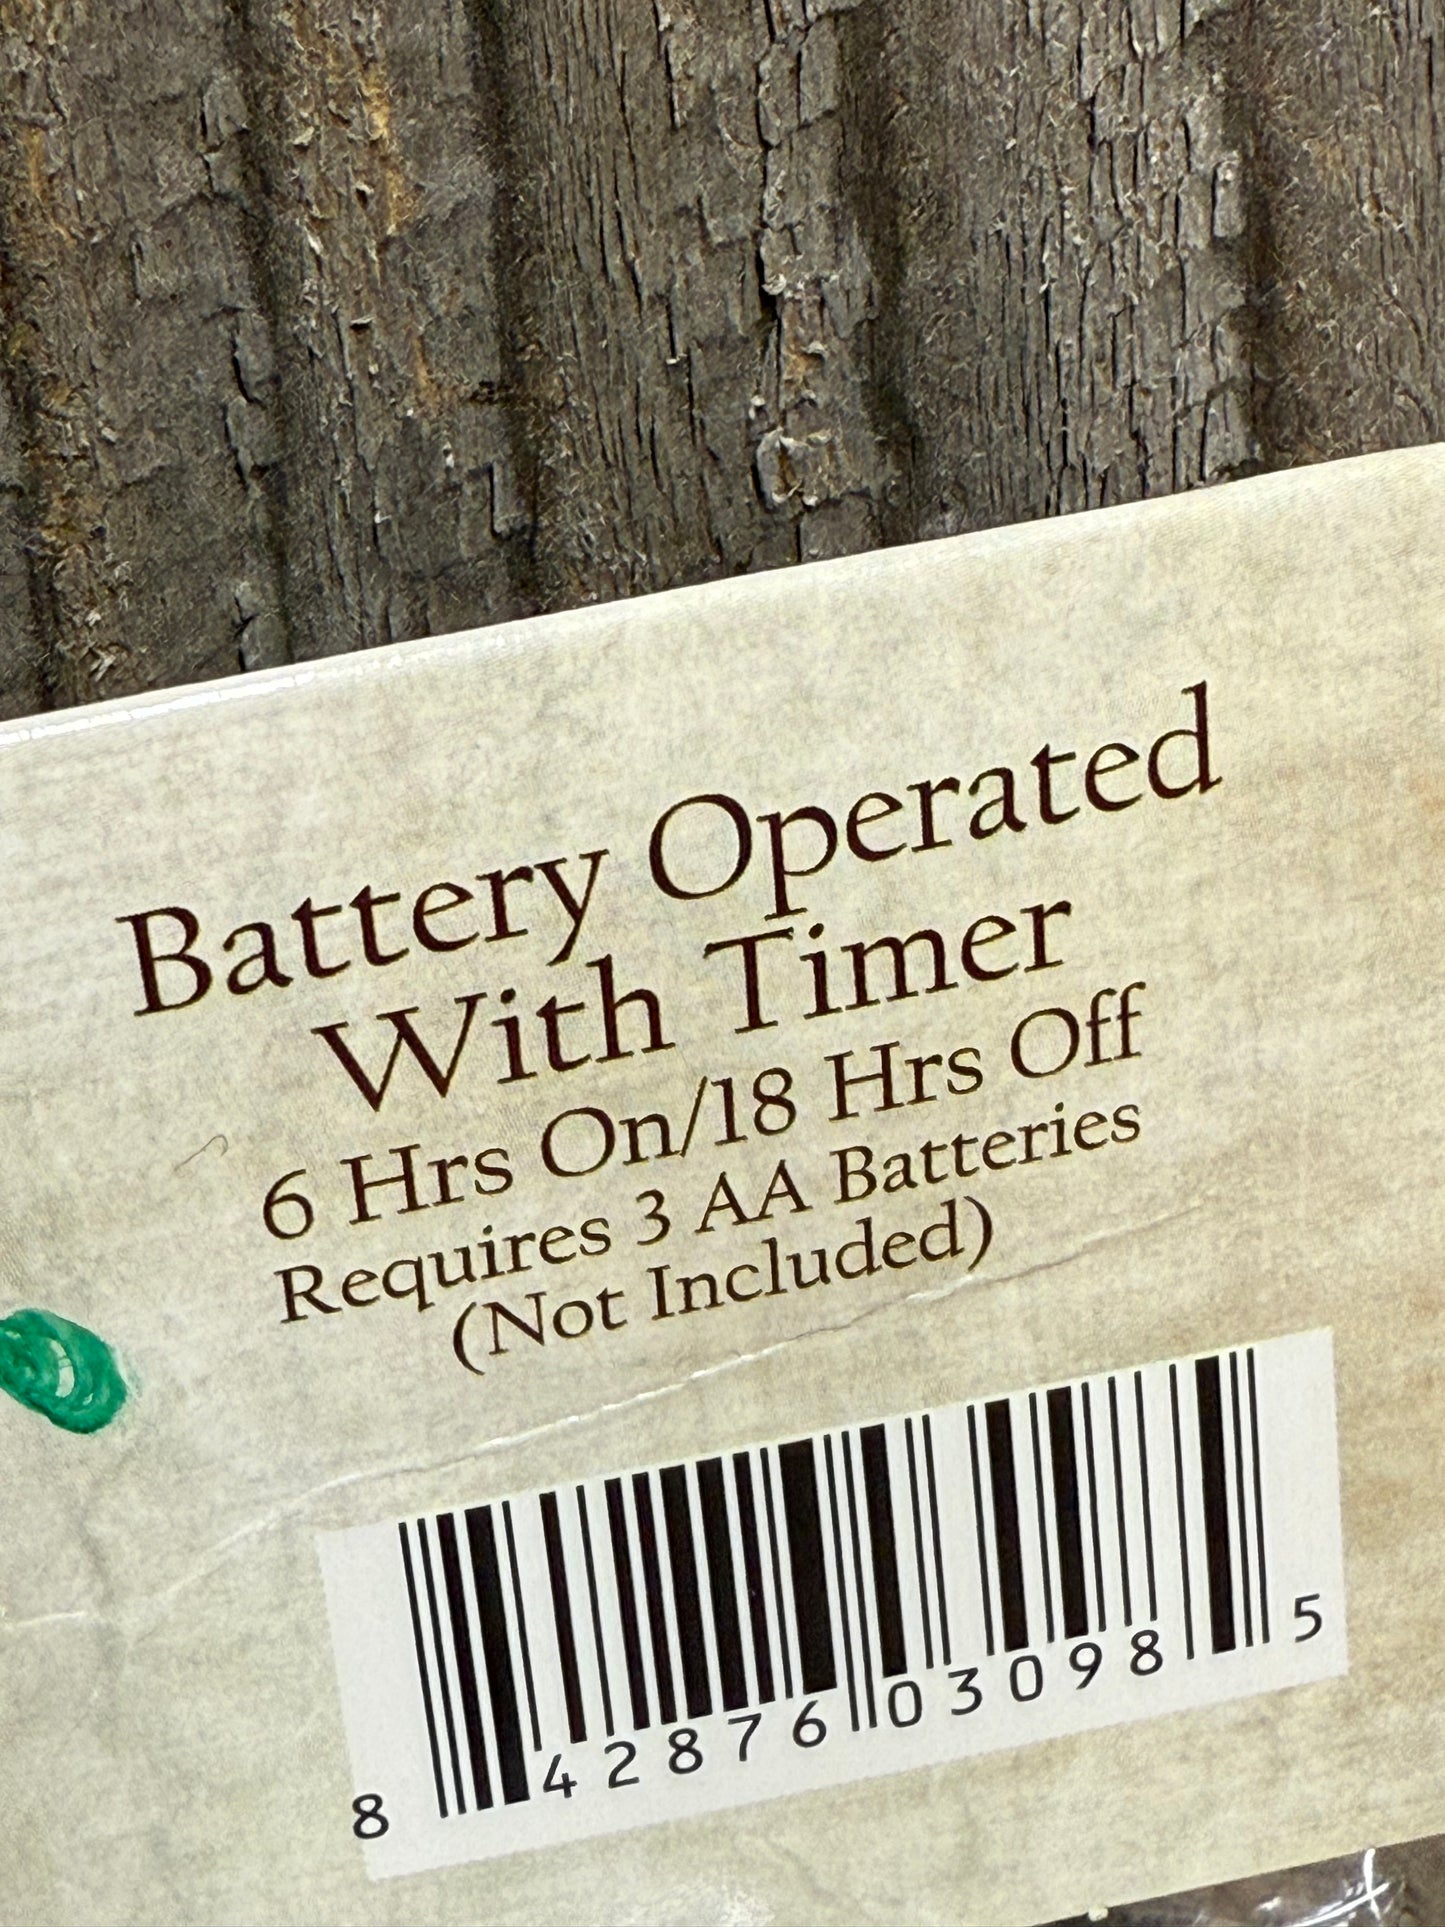 Battery Operated
With Timer
6 Hrs On/18 Hrs Off
Requires 3 AA Batteries
(Not Included)
8 42876 03098 5